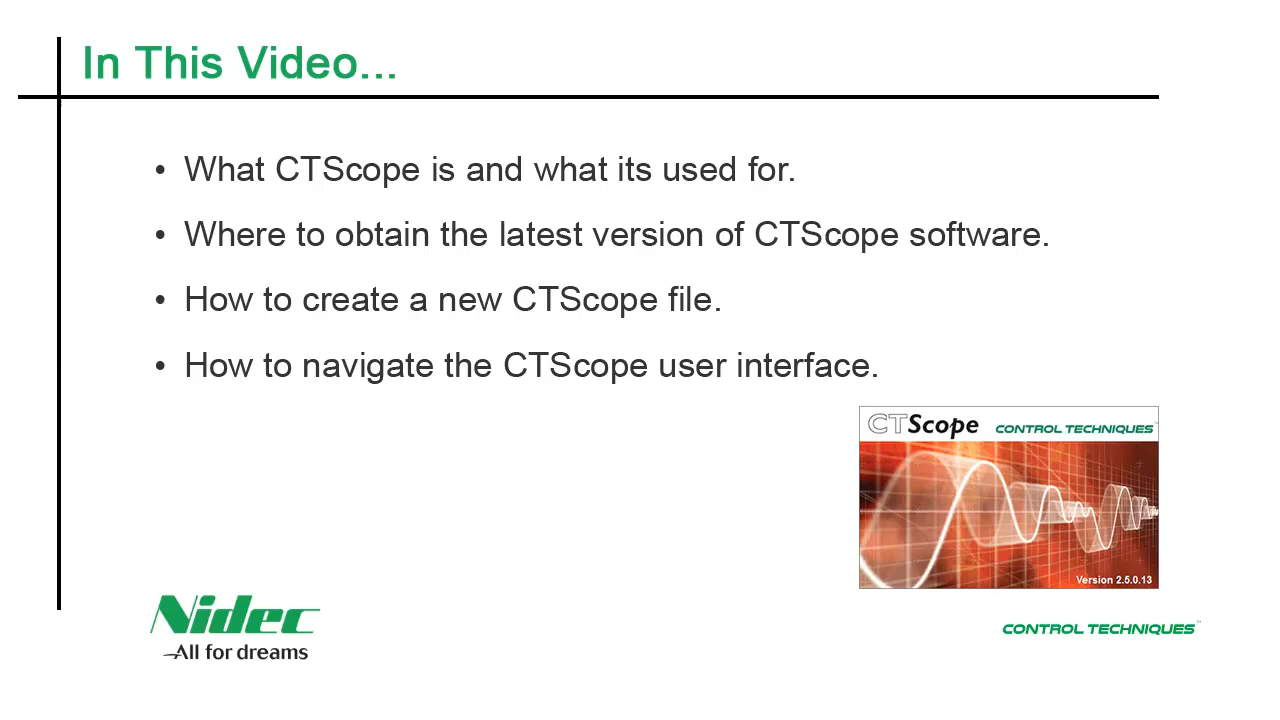 In This Video...
• What CTScope is and what its used for.
• Where to obtain the latest version of CTScope software.
• How to create a new CTScope file.
• How to navigate the CTScope user interface.
CTScope CONTROL TECHNIQUES™
Version 2.5.0.13
Nidec
All for dreams
CONTROL TECHNIQUES™